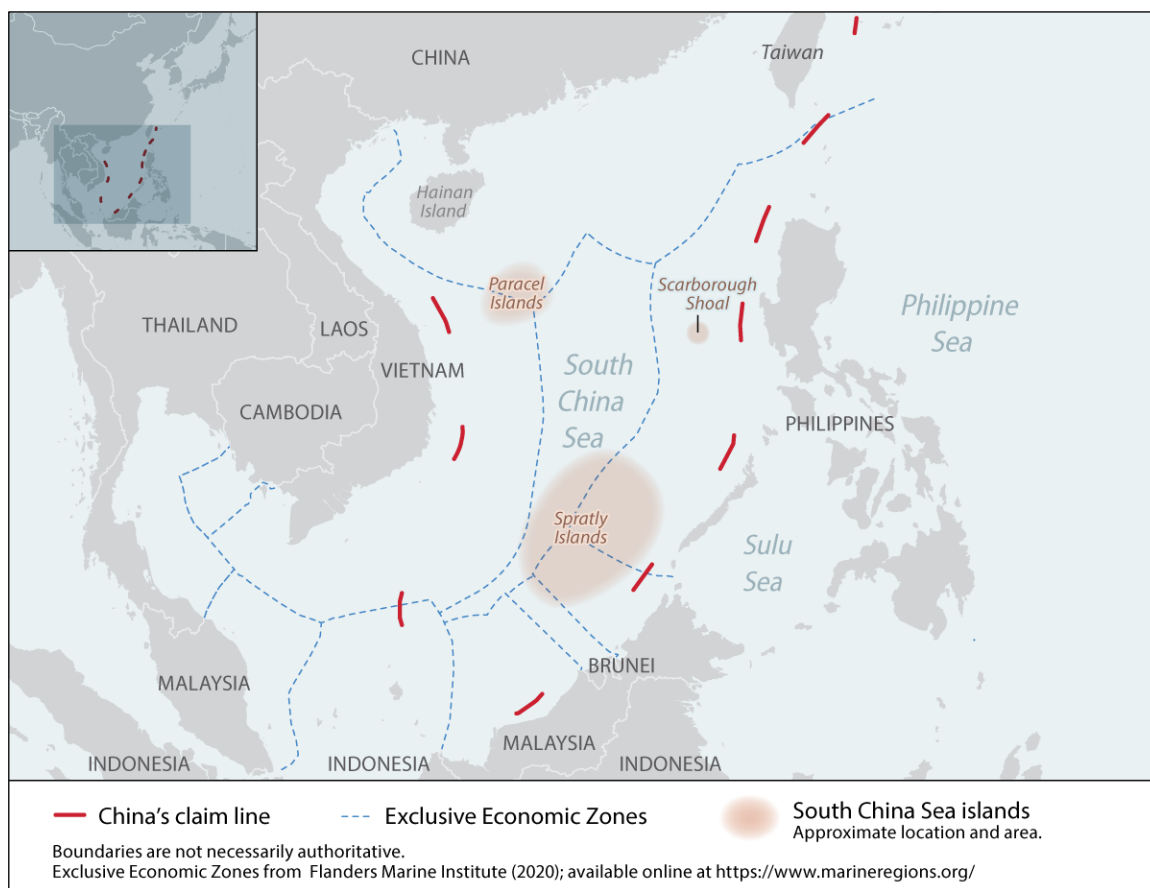 CHINA
Taiwan
Hainan
Island
Paracel
Islands
Scarborough
Shoal
Philippine
Sea
THAILAND
LAOS
VIETNAM
South
China
Sea
CAMBODIA
PHILIPPINES
Spratly
Islands
Sulu
Sea
BRUNEI
MALAYSIA
MALAYSIA
INDONESIA
INDONESIA
INDONESIA
China's claim line
Exclusive Economic Zones
South China Sea islands
Approximate location and area.
Boundaries are not necessarily authoritative.
Exclusive Economic Zones from Flanders Marine Institute (2020); available online at https://www.marineregions.org/